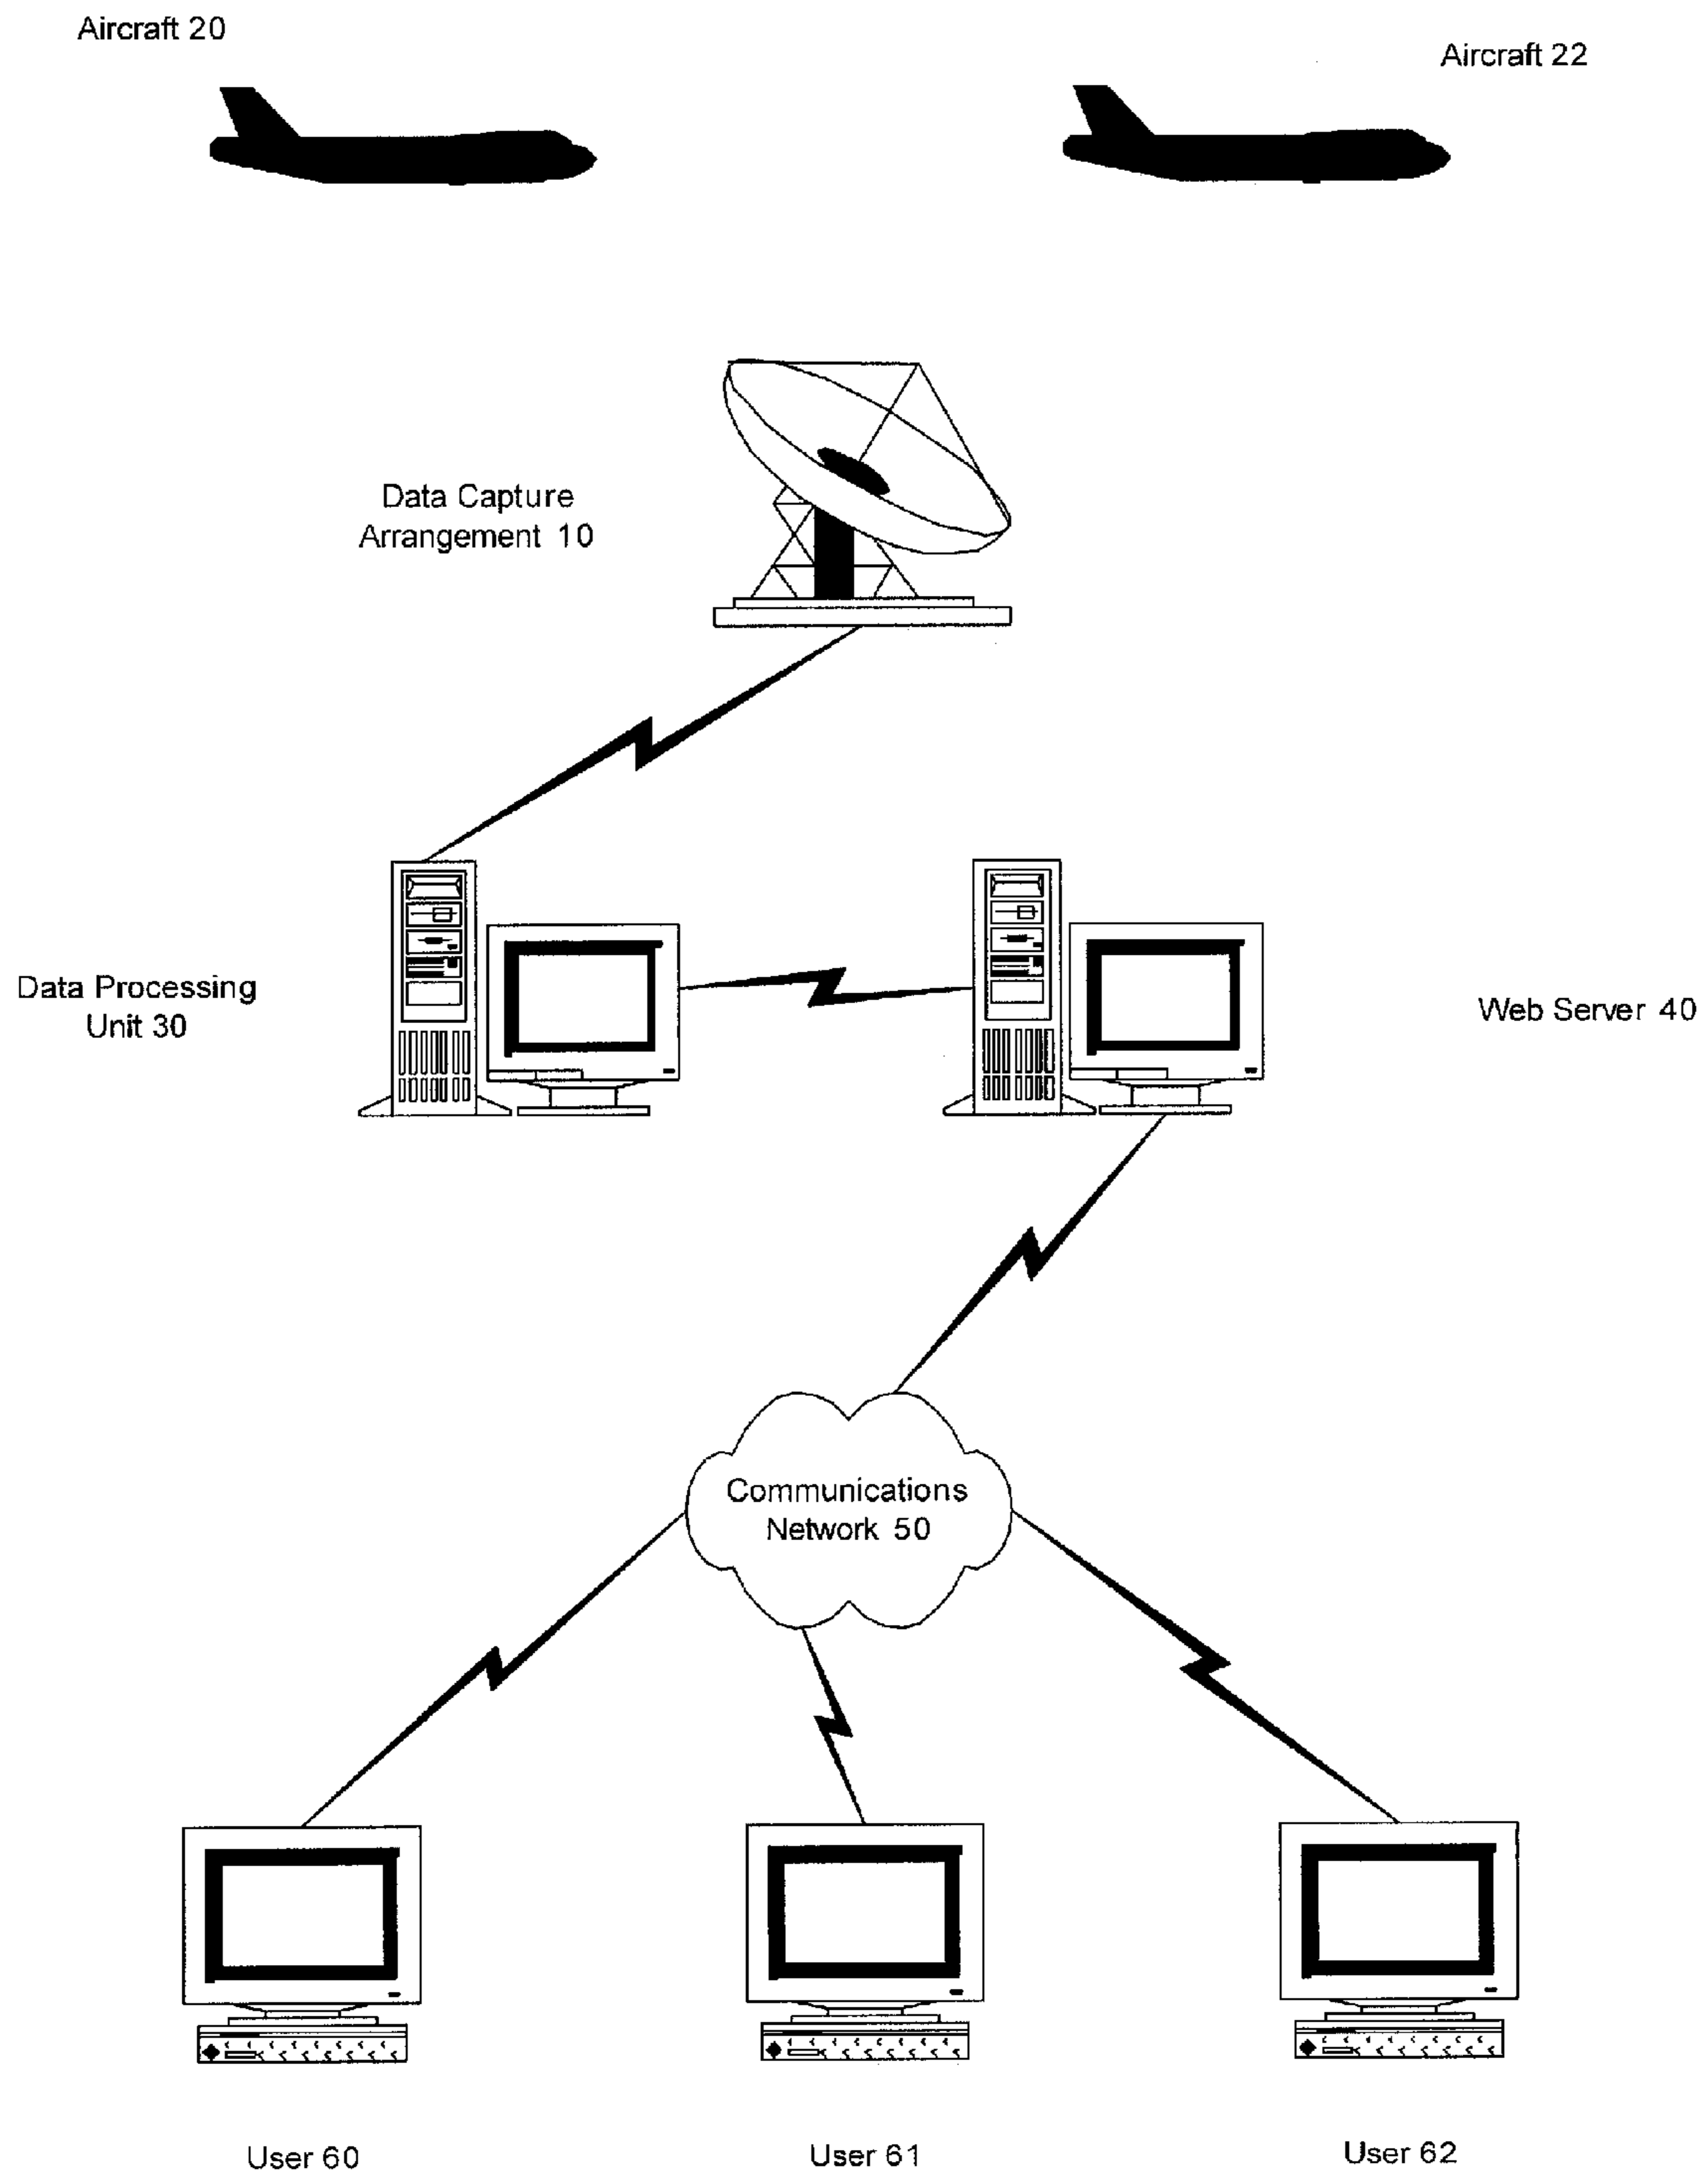 Aircraft 20
Aircraft 22
Data Capture
Arrangement 10
Data Processing
Unit 30
Web Server 40
Communications
Network 50
User 60
User 61
User 62